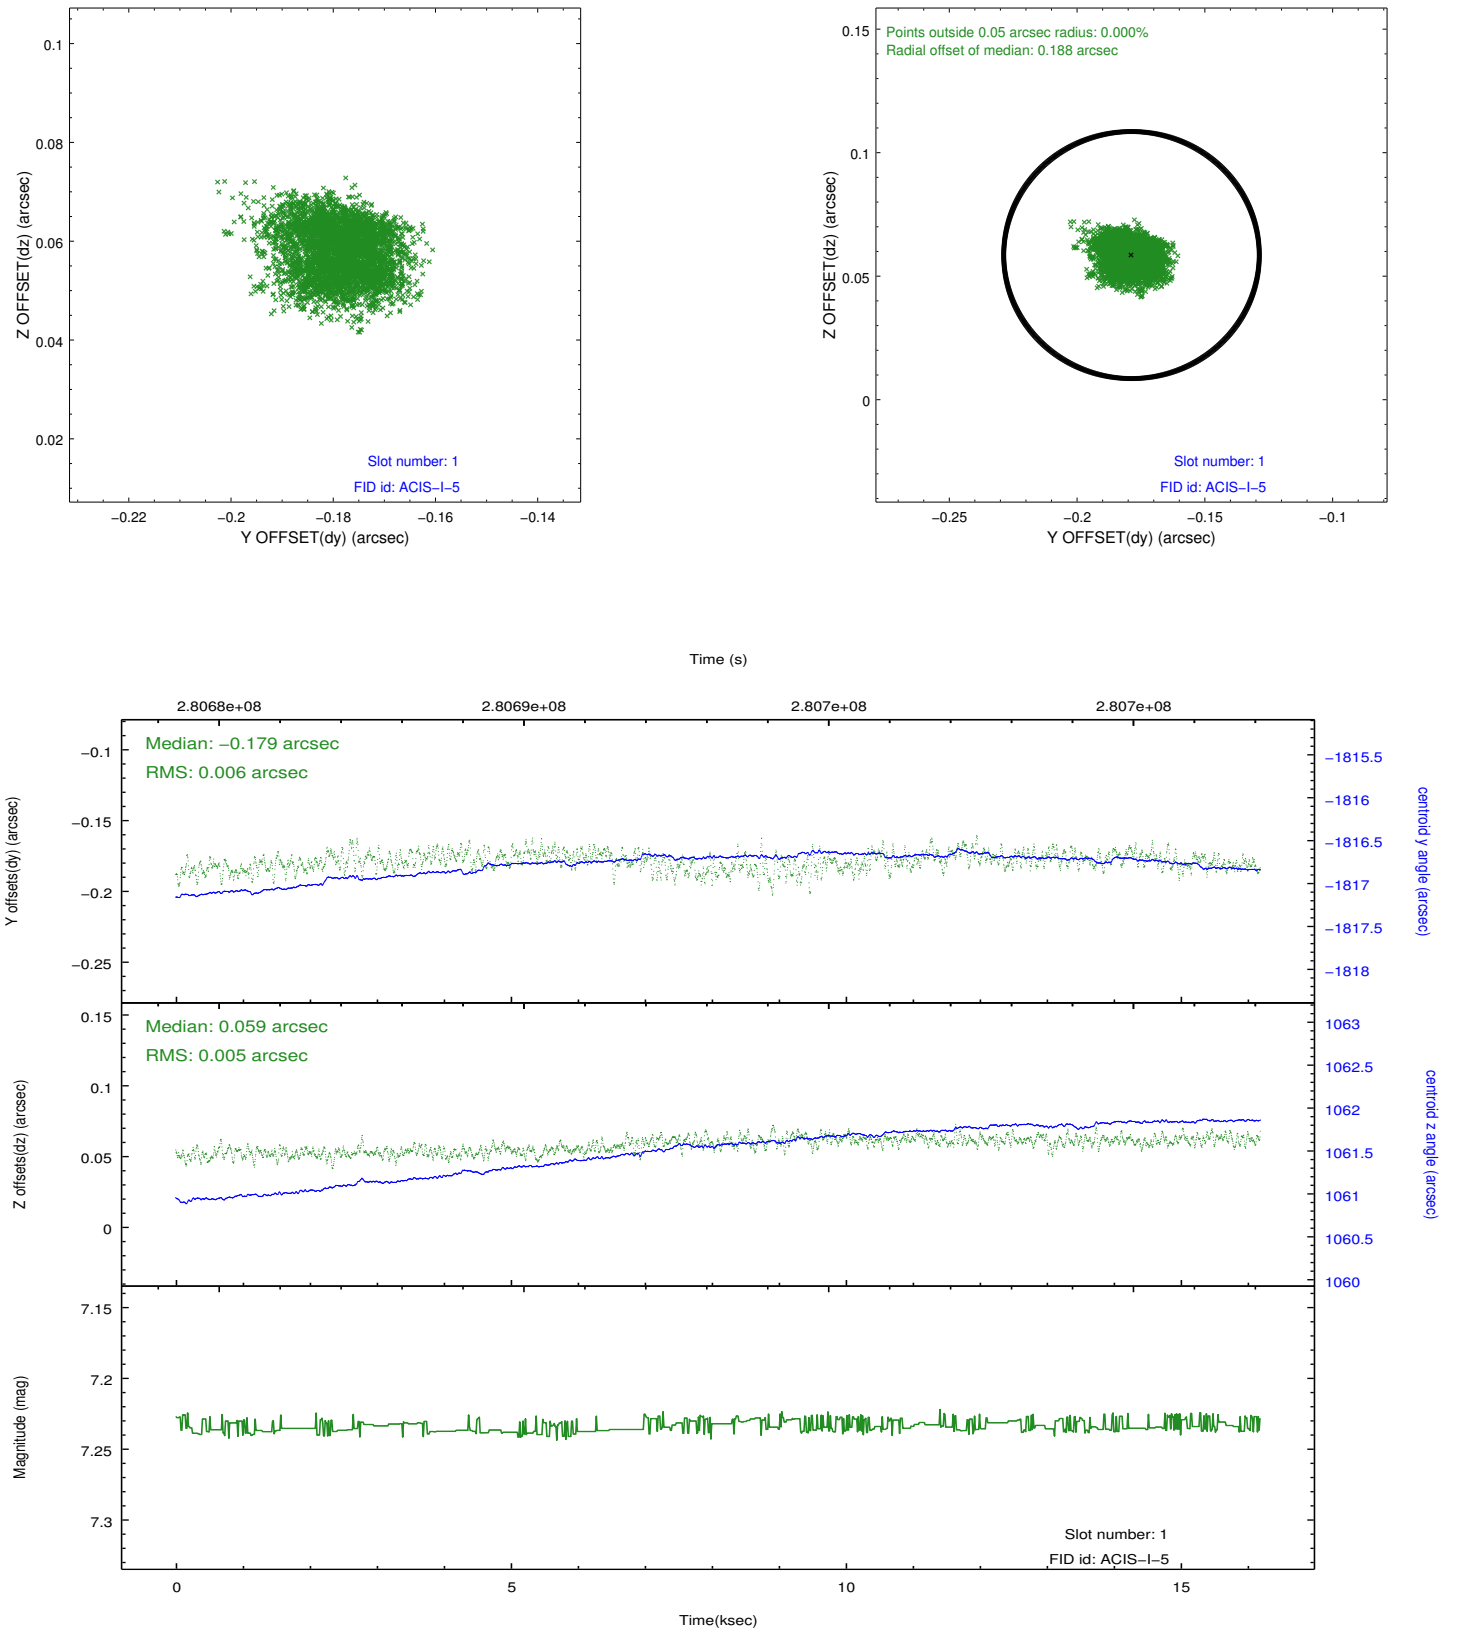 0.1
0.08
0.06
0.04
0.02
Z OFFSET(dz) (arcsec)
Slot number: 1
FID id: ACIS−I−5
−0.22 −0.2 −0.18 −0.16 −0.14
Y OFFSET(dy) (arcsec)
Points outside 0.05 arcsec radius: 0.000%
Radial offset of median: 0.188 arcsec
0.15
0.1
0.05
0
Z OFFSET(dz) (arcsec)
Slot number: 1
FID id: ACIS−I−5
−0.25 −0.2 −0.15 −0.1
Y OFFSET(dy) (arcsec)
Time (s)
2.8068e+08 2.8069e+08 2.807e+08 2.807e+08
Median: −0.179 arcsec
RMS: 0.006 arcsec
−0.1
−0.15
−0.2
−0.25
Y offsets(dy) (arcsec)
−1815.5
−1816
−1816.5
−1817
−1817.5
−1818
centroid y angle (arcsec)
Median: 0.059 arcsec
RMS: 0.005 arcsec
0.15
0.1
0.05
0
Z offsets(dz) (arcsec)
1063
1062.5
1062
1061.5
1061
1060.5
1060
centroid z angle (arcsec)
7.15
7.2
7.25
7.3
Magnitude (mag)
Slot number: 1
FID id: ACIS−I−5
0 5 10 15
Time(ksec)